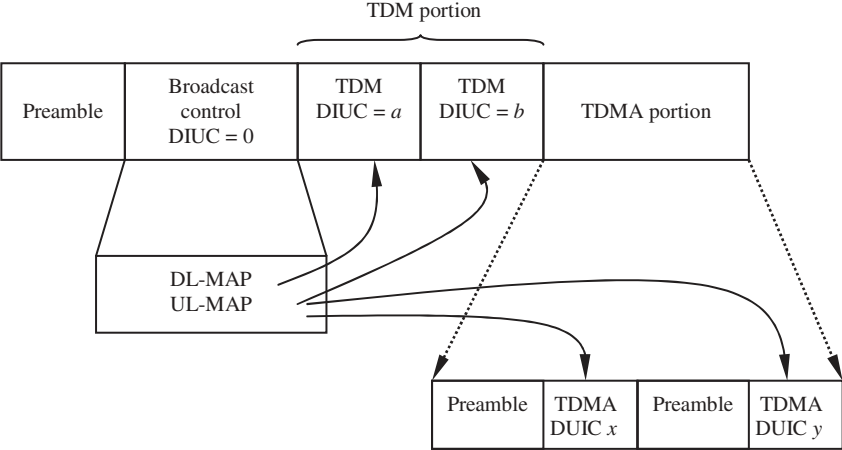 TDM portion
Preamble
Broadcast
control
DIUC = 0
TDM
DIUC = a
TDM
DIUC = b
TDMA portion
DL-MAP
UL-MAP
Preamble
TDMA
DUIC x
Preamble
TDMA
DUIC y